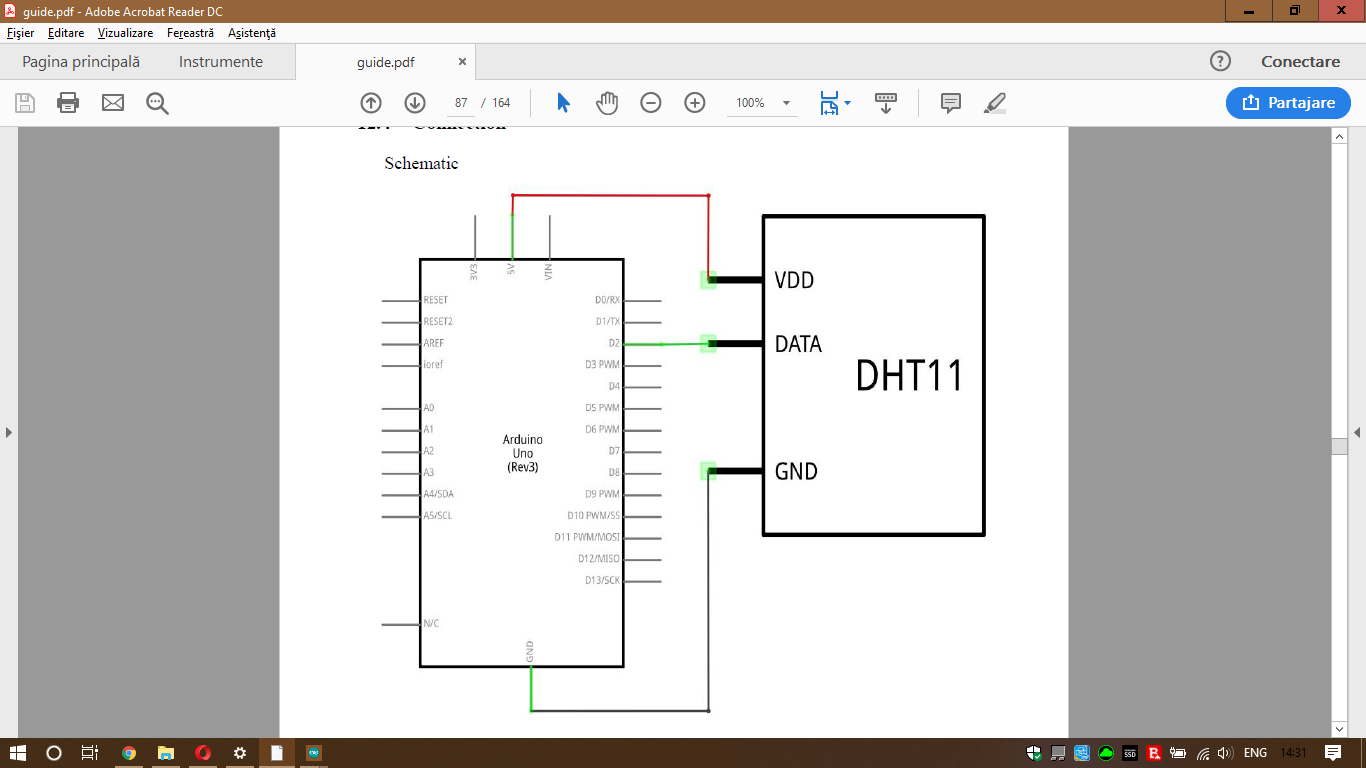 guide.pdf - Adobe Acrobat Reader DC
Fișier Editare Vizualizare Fereastră Asistenţă
Pagina principală Instrumente guide.pdf Conectare
87 / 164 100% Partajare
Connection
Schematic
3V3 5V VIN
RESET D0/RX
RESET2 D1/TX
AREF D2
ioref D3 PWM
D4
A0 D5 PWM
A1 D6 PWM
A2 D7
A3 D8
A4/SDA D9 PWM
A5/SCL D10 PWM/SS
D11 PWM/MOSI
D12/MISO
D13/SCK
N/C
GND
Arduino
Uno
(Rev3)
VDD
DATA
DHT11
GND
SSD ENG 14:31